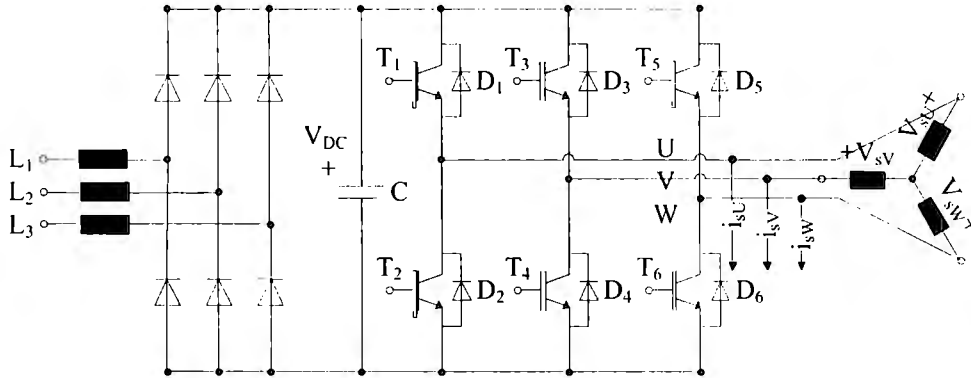 T1 D1 T3 D3 T5 D5
L1
L2
L3
VDC
+
C
U
V
W
+VsV
VsU+
VsW
isU
isV
isW
T2 D2 T4 D4 T6 D6